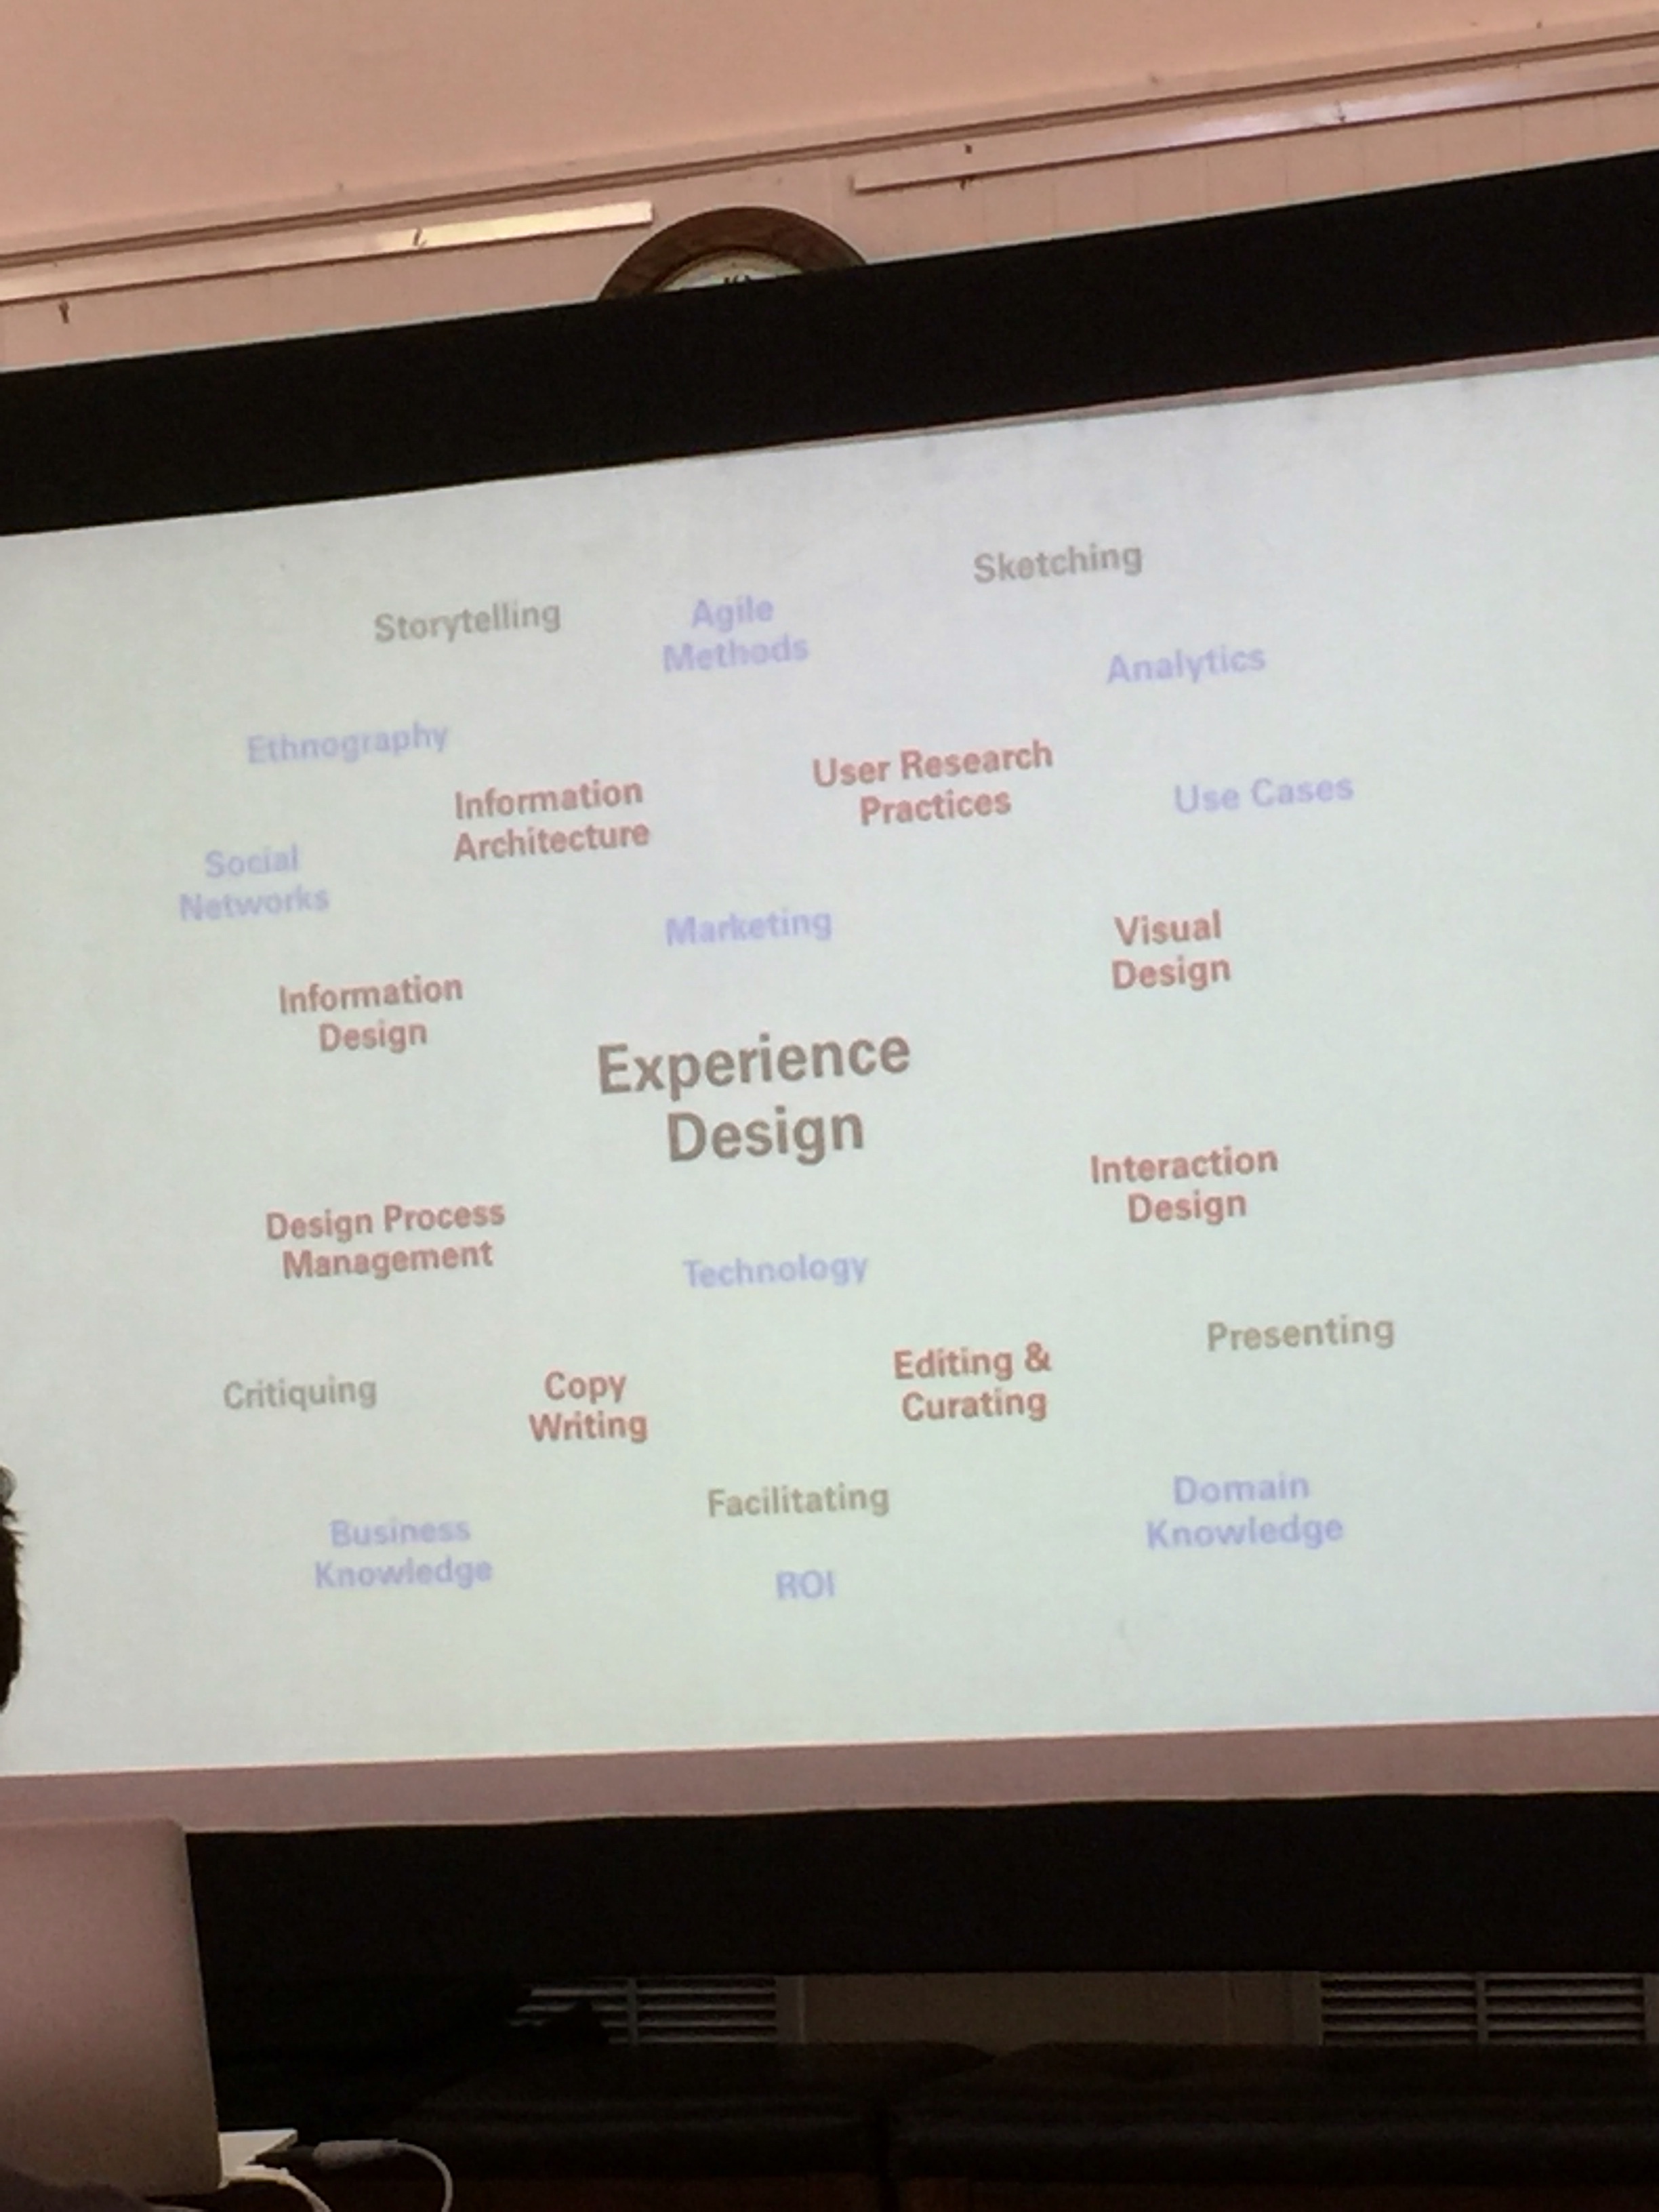 Sketching
Storytelling
Agile
Methods
Analytics
Ethnography
User Research
Practices
Information
Architecture
Use Cases
Social
Networks
Marketing
Visual
Design
Information
Design
Experience
Design
Interaction
Design
Design Process
Management
Technology
Presenting
Editing &
Curating
Critiquing
Copy
Writing
Facilitating
Domain
Knowledge
Business
Knowledge
ROI